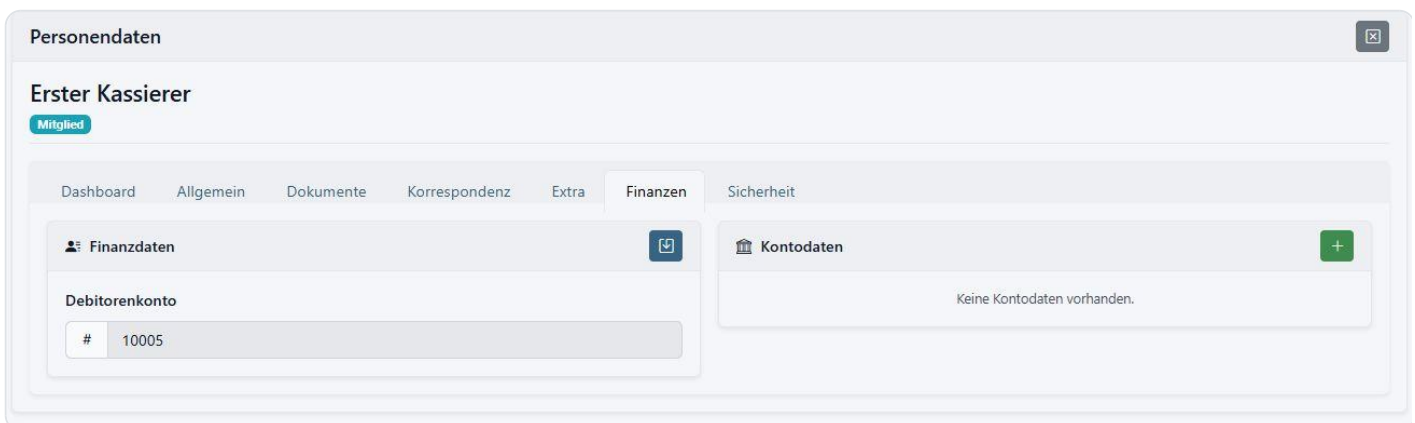 Personendaten
Erster Kassierer
Mitglied
Dashboard Allgemein Dokumente Korrespondenz Extra Finanzen Sicherheit
Finanzdaten
Debitorenkonto
# 10005
Kontodaten
+
Keine Kontodaten vorhanden.